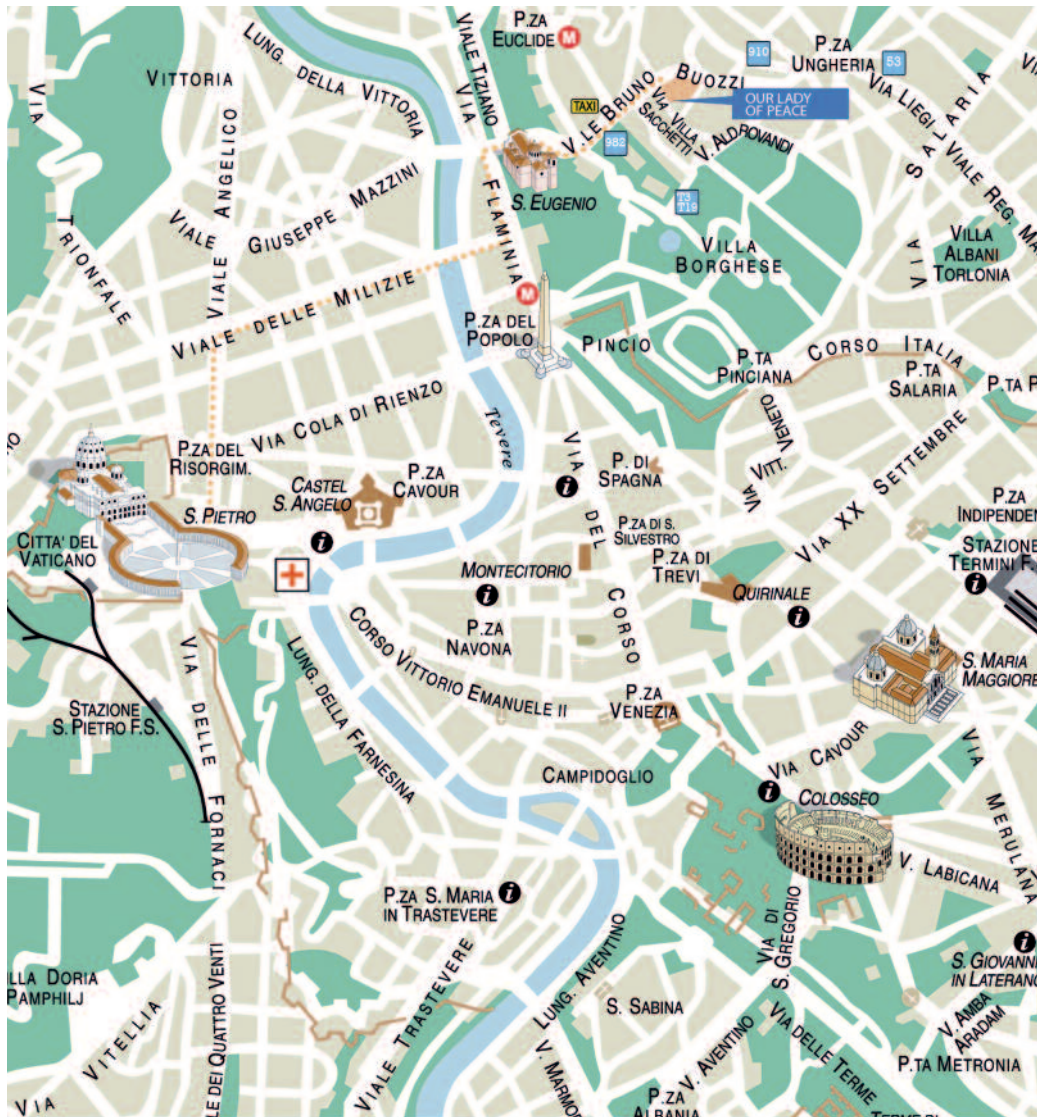 P.ZA
EUCLIDE
M
VIALE TIZIANO
VIA
FLAMINIA
LUNG. DELLA VITTORIA
VITTORIA
VIA
TRIONFALE
VIALE ANGELICO
VIALE
GIUSEPPE MAZZINI
VIALE DELLE MILIZIE
910
P.ZA
UNGHERIA
53
BUOZZI
V.LE BRUNO
TAXI
OUR LADY
OF PEACE
VIA VILLA
SACCHETTI
982
V. ALDROVANDI
VIA LIEGI
VIALE REG. MA
VIA SALARIA
S. EUGENIO
T3
T19
VILLA
BORGHESE
VILLA
ALBANI
TORLONIA
M
P.ZA DEL
POPOLO
PINCIO
P.TA
PINCIANA
CORSO ITALIA
P.TA
SALARIA
P.TA P
VIA COLA DI RIENZO
Tevere
VIA VITT. VENETO
VIA XX SETTEMBRE
P.ZA DEL
RISORGIM.
CASTEL
S. ANGELO
P.ZA
CAVOUR
VIA DEL CORSO
P. DI
SPAGNA
i
S. PIETRO
CITTA' DEL
VATICANO
i
P.ZA DI S.
SILVESTRO
P.ZA DI
TREVI
P.ZA
INDIPENDEN
STAZIONE
TERMINI F.
i
MONTECITORIO
i
QUIRINALE
i
P.ZA
NAVONA
CORSO VITTORIO EMANUELE II
LUNG. DELLA FARNESINA
S. MARIA
MAGGIORE
P.ZA
VENEZIA
STAZIONE
S. PIETRO F.S.
VIA DELLE FORNACI
VIA CAVOUR
VIA MERULANA
CAMPIDOGLIO
i
COLOSSEO
V. LABICANA
P.ZA S. MARIA
IN TRASTEVERE
i
VIA DI
S. GREGORIO
LUNG. AVENTINO
i
S. GIOVANNI
IN LATERANO
LLA DORIA
PAMPHILJ
VITELLIA
VIA
LE DEI QUATTRO VENTI
VIALE TRASTEVERE
S. SABINA
V. MARMO
V. AVENTINO
VIA DELLE TERME
V. AMBA
ARADAM
P.TA METRONIA
P.ZA
ALBANIA
TERME DI